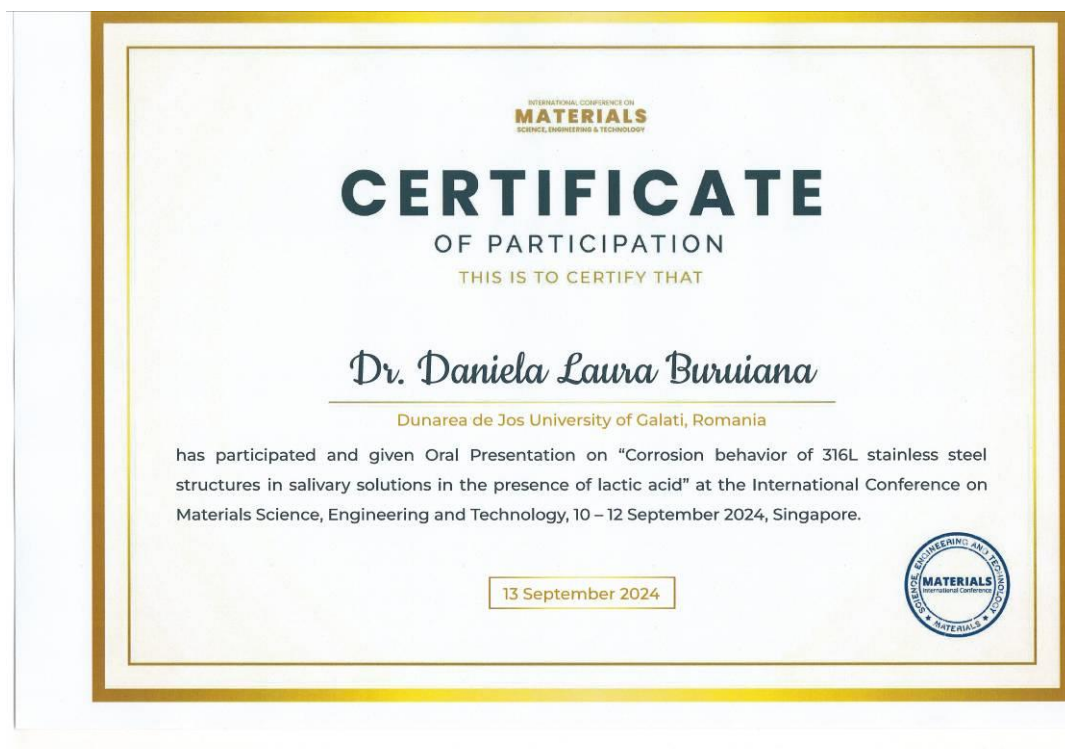 INTERNATIONAL CONFERENCE ON
MATERIALS
SCIENCE, ENGINEERING & TECHNOLOGY
CERTIFICATE
OF PARTICIPATION
THIS IS TO CERTIFY THAT
Dr. Daniela Laura Buruiana
Dunarea de Jos University of Galati, Romania
has participated and given Oral Presentation on “Corrosion behavior of 316L stainless steel
structures in salivary solutions in the presence of lactic acid” at the International Conference on
Materials Science, Engineering and Technology, 10 – 12 September 2024, Singapore.
13 September 2024
SCIENCE, ENGINEERING AND TECHNOLOGY
MATERIALS
International Conference
MATERIALS